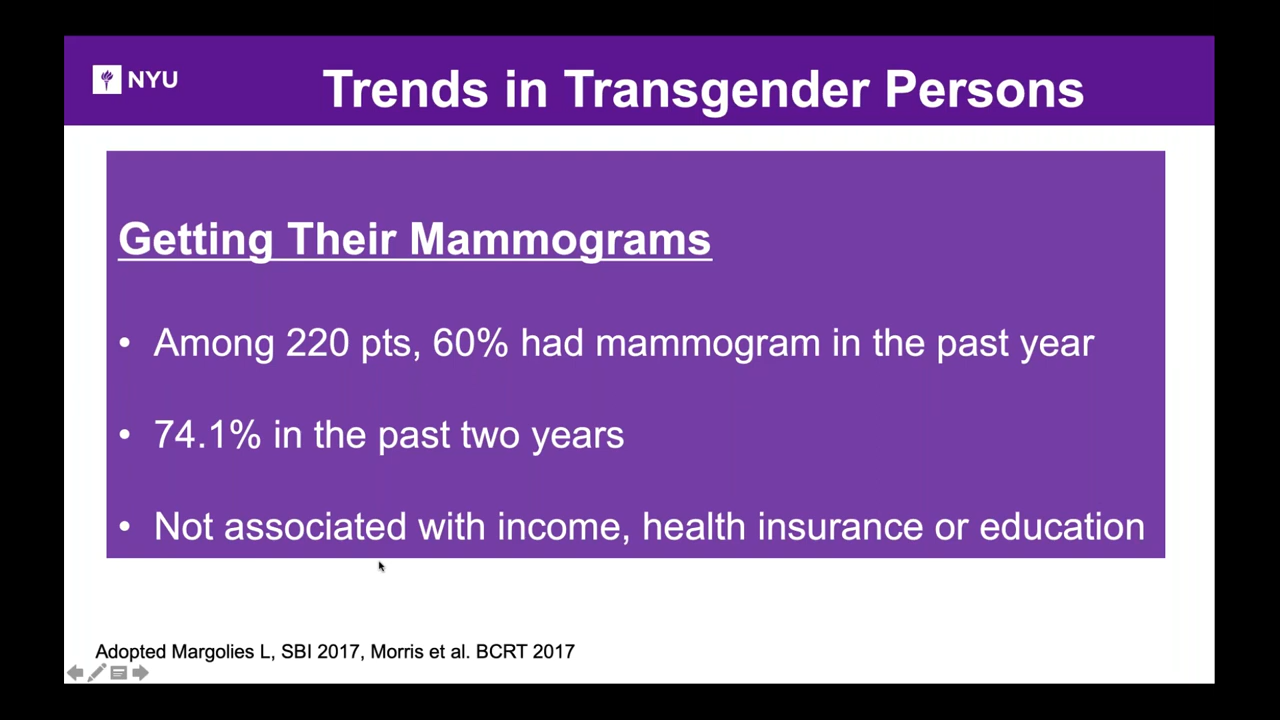 NYU
Trends in Transgender Persons
Getting Their Mammograms
• Among 220 pts, 60% had mammogram in the past year
• 74.1% in the past two years
• Not associated with income, health insurance or education
Adopted Margolies L, SBI 2017, Morris et al. BCRT 2017